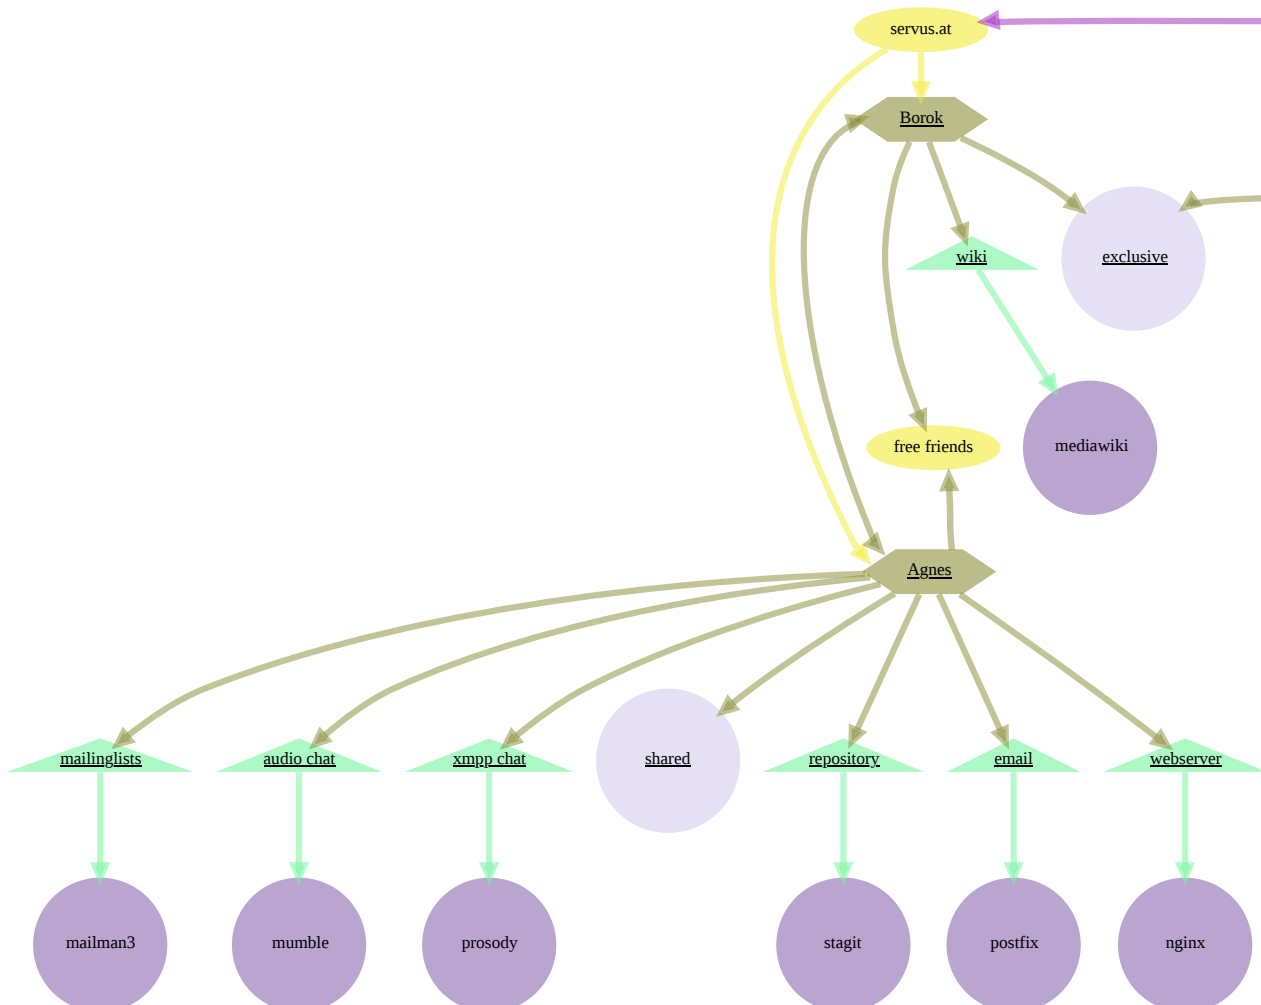 servus.at
Borok
wiki
exclusive
free friends
mediawiki
Agnes
mailinglists
audio chat
xmpp chat
shared
repository
email
webserver
mailman3
mumble
prosody
stagit
postfix
nginx